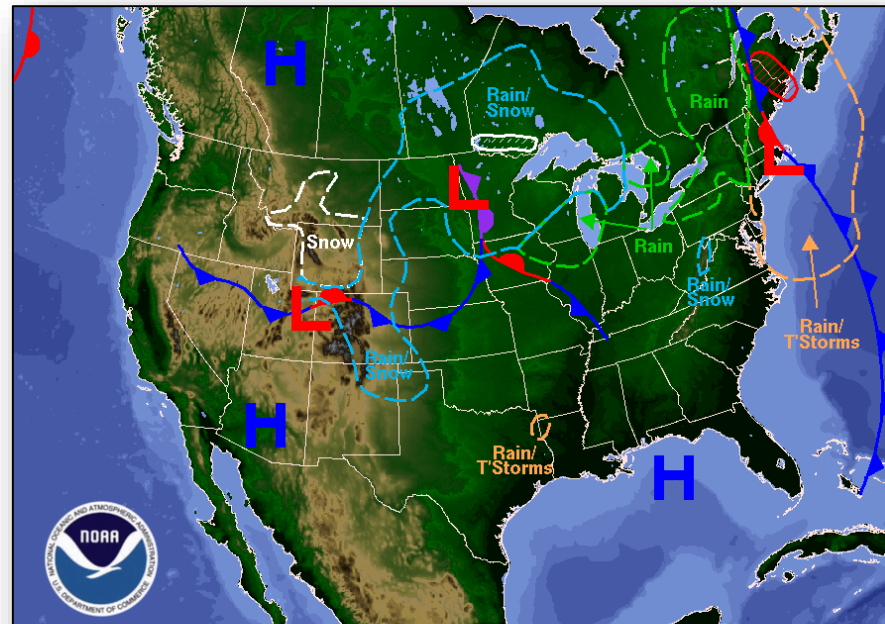 H
Rain/
Snow
Rain
L
L
Snow
Rain
Rain/
Snow
L
Rain/
T'Storms
Rain/
Snow
H
Rain/
T'Storms
H
NATIONAL OCEANIC AND ATMOSPHERIC ADMINISTRATION
NOAA
U.S. DEPARTMENT OF COMMERCE